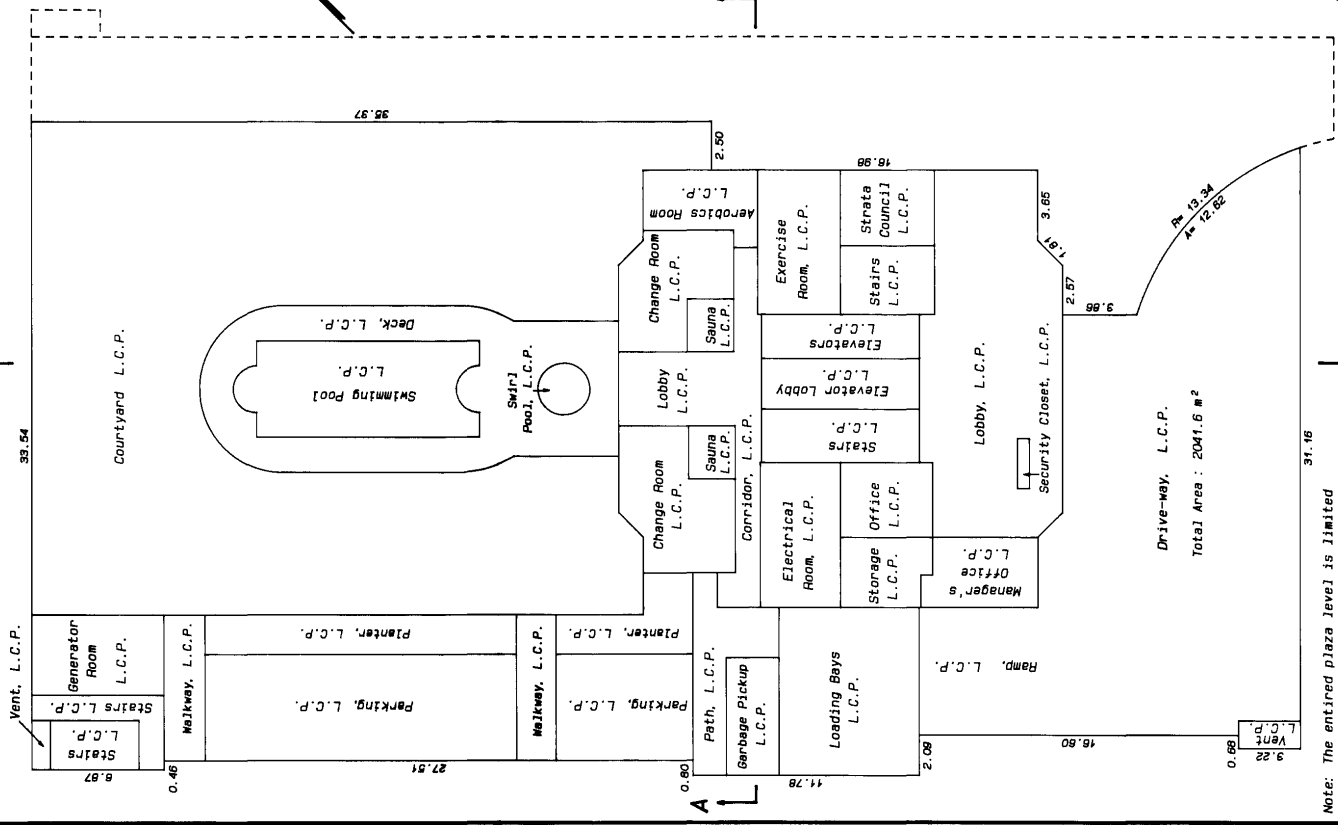 35.37
33.54
Courtyard L.C.P.
2.50
Deck, L.C.P.
Swimming Pool
L.C.P.
Swirl
Pool, L.C.P.
Change Room
L.C.P.
Sauna
L.C.P.
Aerobics Room
L.C.P.
Lobby
L.C.P.
Change Room
L.C.P.
Sauna
L.C.P.
Corridor, L.C.P.
Exercise
Room, L.C.P.
Strata
Council
L.C.P.
Stairs
L.C.P.
16.98
3.65
1.81
2.57
9.86
R= 13.34
A= 12.62
Elevators
L.C.P.
Elevator Lobby
L.C.P.
Stairs
L.C.P.
Lobby, L.C.P.
Security Closet, L.C.P.
Electrical
Room, L.C.P.
Office
L.C.P.
Storage
L.C.P.
Manager's
Office
L.C.P.
Drive-way, L.C.P.
Total Area : 2041.6 m²
31.16
Vent, L.C.P.
Generator
Room
L.C.P.
Stairs L.C.P.
Stairs
L.C.P.
6.87
0.46
Walkway, L.C.P.
Planter, L.C.P.
Parking, L.C.P.
27.51
Walkway, L.C.P.
Planter, L.C.P.
Parking, L.C.P.
0.80
Path, L.C.P.
Garbage Pickup
L.C.P.
Loading Bays
L.C.P.
11.78
A
2.09
Ramp, L.C.P.
16.60
0.68
Vent
L.C.P.
3.22
Note: The entired plaza level is limited